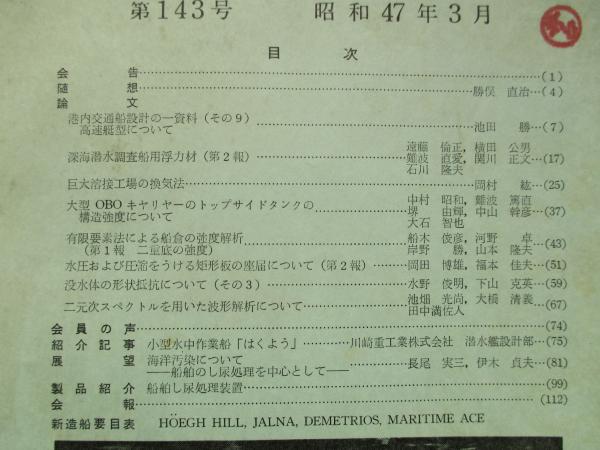 第143号 昭和47年3月
目次
会告……(1)
随想……勝俣 直治…(4)
論文
港内交通船設計の一資料(その9)
高速艇型について……池田 勝…(7)
遠藤 倫正,横田 公男
深海潜水調査船用浮力材(第2報)……難波 直愛,関川 正文…(17)
石川 隆夫
巨大溶接工場の換気法……岡村 紘…(25)
中村 昭和,難波 篤直
大型 OBO キヤリヤーのトップサイドタンクの
構造強度について……堺 由輝,中山 幹彦…(37)
大石 智也
有限要素法による船倉の強度解析 船木 俊彦,河野 卓
(第1報 二重底の強度)……岸野 勝,山本 隆夫…(43)
水圧および圧縮をうける矩形板の座屈について(第2報)……岡田 博雄,福本 佳夫…(51)
没水体の形状抵抗について(その3)……水野 俊明,下山 克英…(59)
池畑 光尚,大橋 清義
二元次スペクトルを用いた波形解析について……(67)
田中満佐人
会員の声……(74)
紹介記事 小型水中作業船「はくよう」……川崎重工業株式会社 潜水艦設計部…(75)
展望 海洋汚染について
——船舶のし尿処理を中心として——……長尾 実三,伊木 貞夫…(81)
製品紹介 船舶し尿処理装置……(99)
会報……(112)
新造船要目表 HÖEGH HILL, JALNA, DEMETRIOS, MARITIME ACE